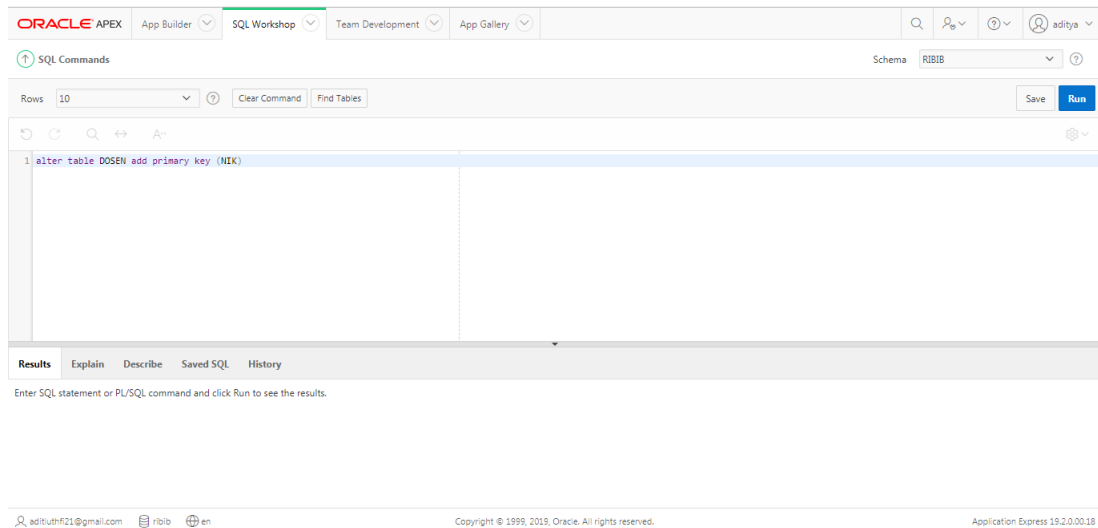 ORACLE APEX App Builder SQL Workshop Team Development App Gallery aditya
SQL Commands Schema RIBIB
Rows 10 Clear Command Find Tables Save Run
A
1 alter table DOSEN add primary key (NIK)
Results Explain Describe Saved SQL History
Enter SQL statement or PL/SQL command and click Run to see the results.
aditluthfi21@gmail.com ribib en Copyright © 1999, 2019, Oracle. All rights reserved. Application Express 19.2.0.00.18